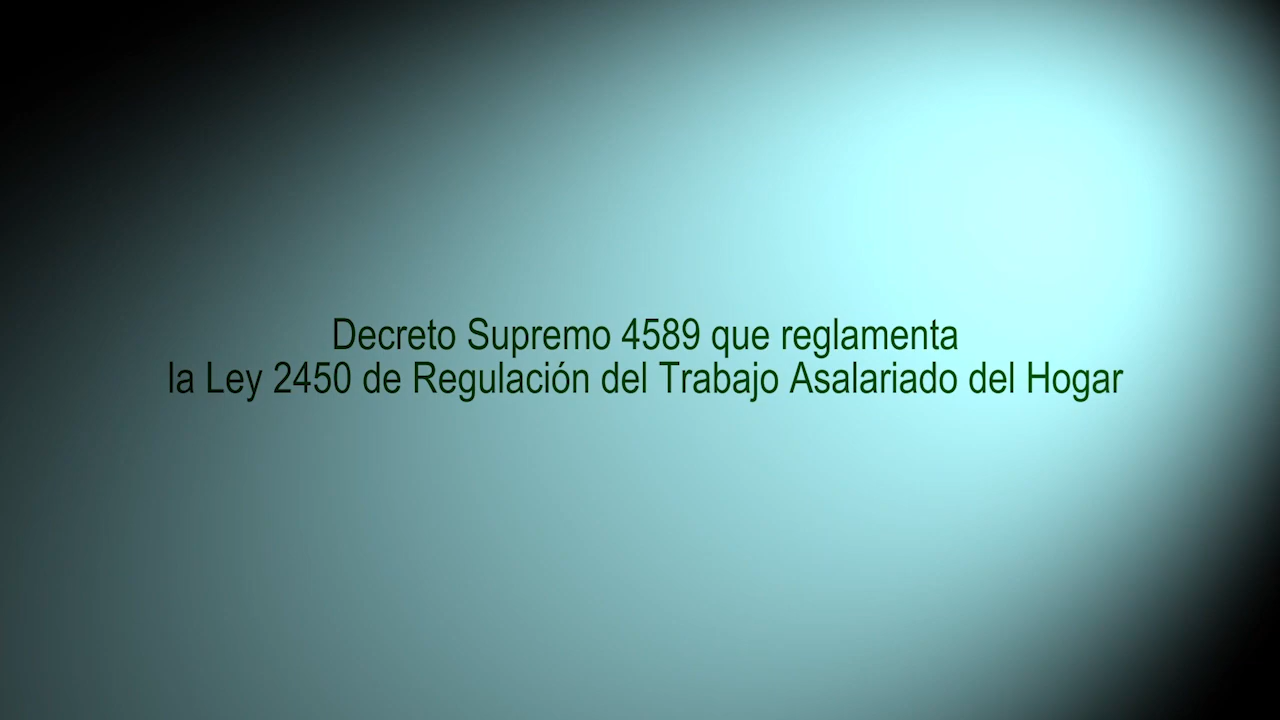 Decreto Supremo 4589 que reglamenta
la Ley 2450 de Regulación del Trabajo Asalariado del Hogar